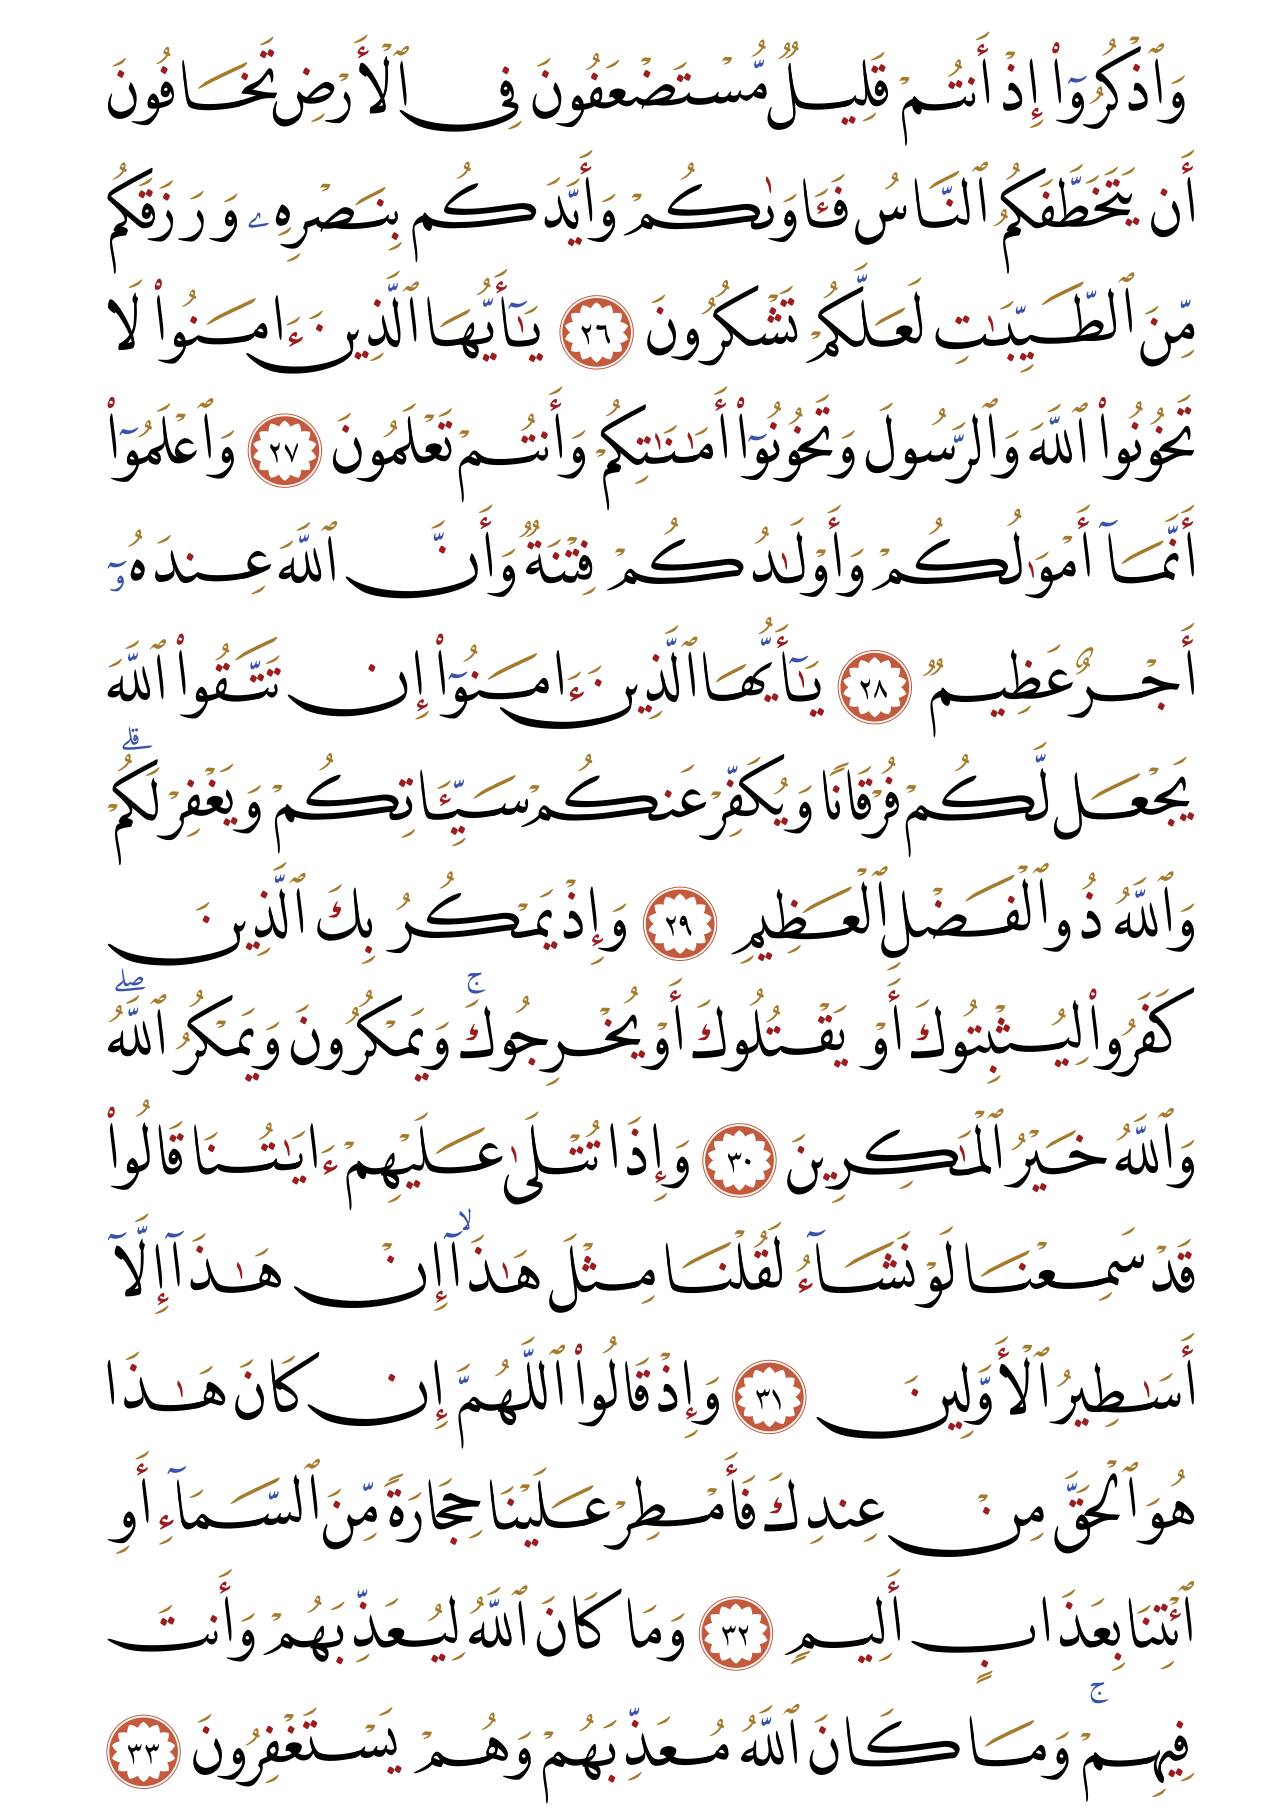 وَٱذْكُرُوٓا۟ إِذْ أَنتُمْ قَلِيلٌ مُّسْتَضْعَفُونَ فِى ٱلْأَرْضِ تَخَافُونَ
أَن يَتَخَطَّفَكُمُ ٱلنَّاسُ فَـَٔاوَىٰكُمْ وَأَيَّدَكُم بِنَصْرِهِۦ وَرَزَقَكُم
مِّنَ ٱلطَّيِّبَـٰتِ لَعَلَّكُمْ تَشْكُرُونَ ٢٦ يَـٰٓأَيُّهَا ٱلَّذِينَ ءَامَنُوا۟ لَا
تَخُونُوا۟ ٱللَّهَ وَٱلرَّسُولَ وَتَخُونُوٓا۟ أَمَـٰنَـٰتِكُمْ وَأَنتُمْ تَعْلَمُونَ ٢٧ وَٱعْلَمُوٓا۟
أَنَّمَآ أَمْوَٰلُكُمْ وَأَوْلَـٰدُكُمْ فِتْنَةٌ وَأَنَّ ٱللَّهَ عِندَهُۥٓ
أَجْرٌ عَظِيمٌ ٢٨ يَـٰٓأَيُّهَا ٱلَّذِينَ ءَامَنُوٓا۟ إِن تَتَّقُوا۟ ٱللَّهَ
يَجْعَل لَّكُمْ فُرْقَانًا وَيُكَفِّرْ عَنكُمْ سَيِّـَٔاتِكُمْ وَيَغْفِرْ لَكُمْ ۗ
وَٱللَّهُ ذُو ٱلْفَضْلِ ٱلْعَظِيمِ ٢٩ وَإِذْ يَمْكُرُ بِكَ ٱلَّذِينَ
كَفَرُوا۟ لِيُثْبِتُوكَ أَوْ يَقْتُلُوكَ أَوْ يُخْرِجُوكَ ۚ وَيَمْكُرُونَ وَيَمْكُرُ ٱللَّهُ ۖ
وَٱللَّهُ خَيْرُ ٱلْمَـٰكِرِينَ ٣٠ وَإِذَا تُتْلَىٰ عَلَيْهِمْ ءَايَـٰتُنَا قَالُوا۟
قَدْ سَمِعْنَا لَوْ نَشَآءُ لَقُلْنَا مِثْلَ هَـٰذَآ ۙ إِنْ هَـٰذَآ إِلَّآ
أَسَـٰطِيرُ ٱلْأَوَّلِينَ ٣١ وَإِذْ قَالُوا۟ ٱللَّهُمَّ إِن كَانَ هَـٰذَا
هُوَ ٱلْحَقَّ مِنْ عِندِكَ فَأَمْطِرْ عَلَيْنَا حِجَارَةً مِّنَ ٱلسَّمَآءِ أَوِ
ٱئْتِنَا بِعَذَابٍ أَلِيمٍ ٣٢ وَمَا كَانَ ٱللَّهُ لِيُعَذِّبَهُمْ وَأَنتَ
فِيهِمْ ۚ وَمَا كَانَ ٱللَّهُ مُعَذِّبَهُمْ وَهُمْ يَسْتَغْفِرُونَ ٣٣